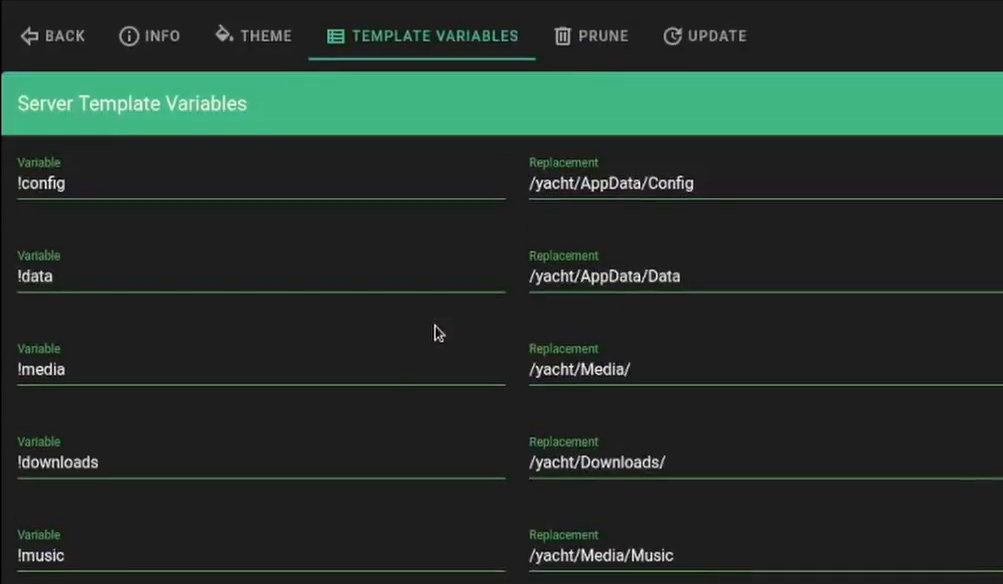 BACK INFO THEME TEMPLATE VARIABLES PRUNE UPDATE
Server Template Variables
Variable Replacement
!config /yacht/AppData/Config
Variable Replacement
!data /yacht/AppData/Data
Variable Replacement
!media /yacht/Media/
Variable Replacement
!downloads /yacht/Downloads/
Variable Replacement
!music /yacht/Media/Music